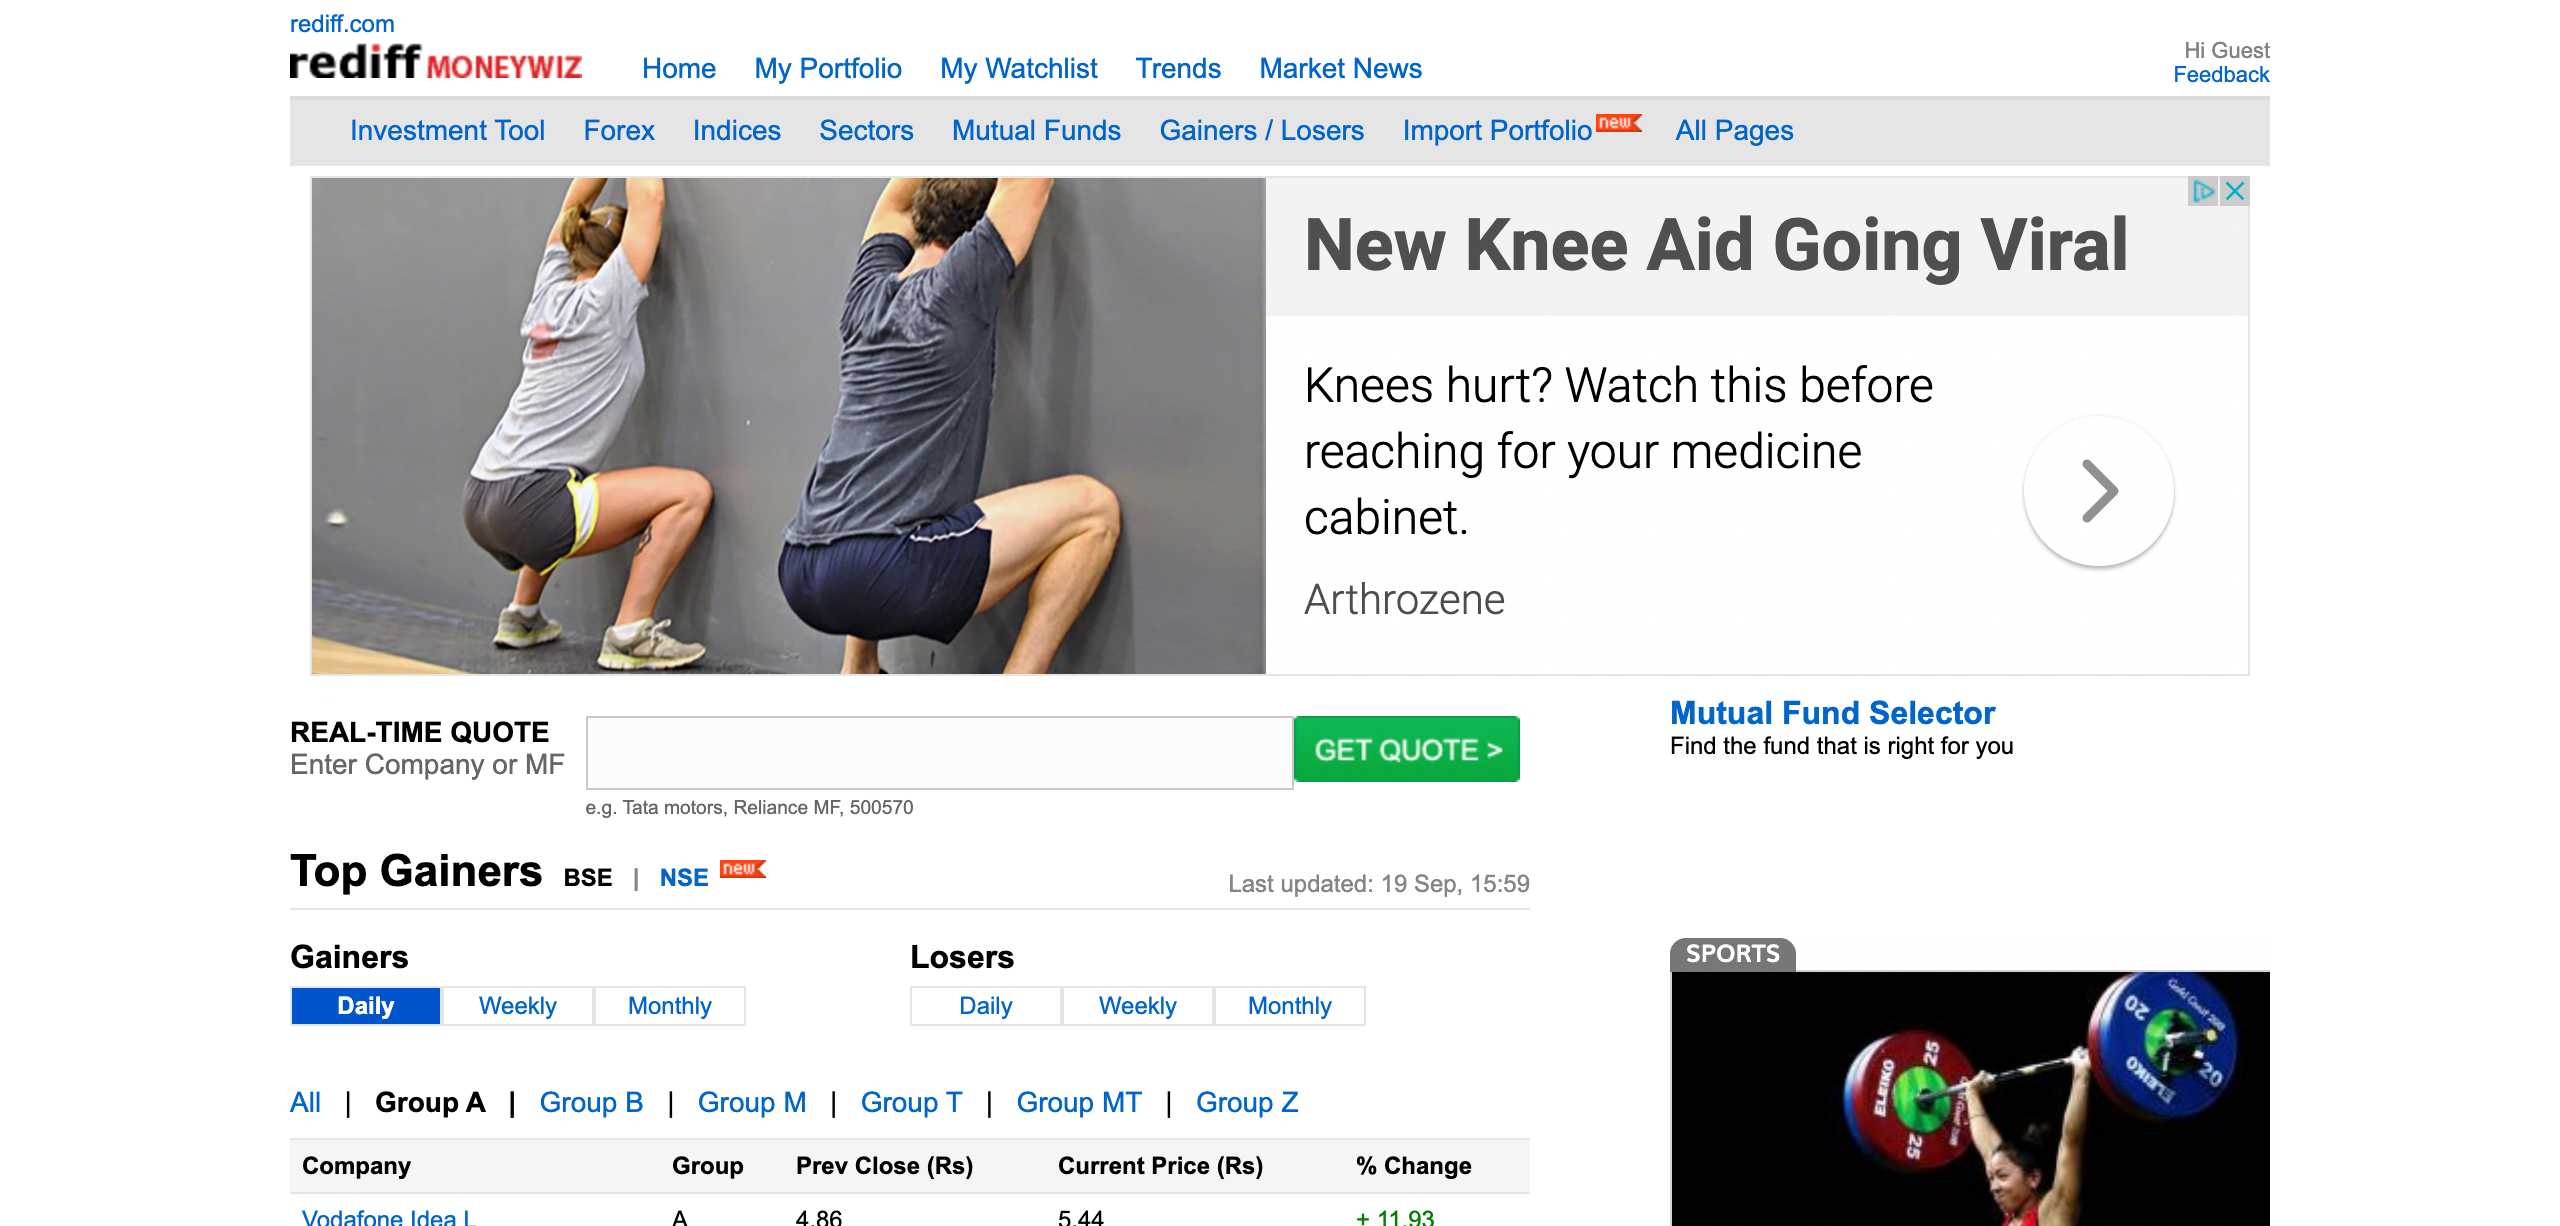 rediff.com
rediff MONEYWIZ Home My Portfolio My Watchlist Trends Market News
Hi Guest
Feedback
Investment Tool Forex Indices Sectors Mutual Funds Gainers / Losers Import Portfolio new All Pages
New Knee Aid Going Viral
Knees hurt? Watch this before
reaching for your medicine
cabinet.
Arthrozene
REAL-TIME QUOTE
Enter Company or MF
GET QUOTE >
e.g. Tata motors, Reliance MF, 500570
Mutual Fund Selector
Find the fund that is right for you
Top Gainers BSE | NSE new
Last updated: 19 Sep, 15:59
Gainers
Daily Weekly Monthly
Losers
Daily Weekly Monthly
All | Group A | Group B | Group M | Group T | Group MT | Group Z
Company Group Prev Close (Rs) Current Price (Rs) % Change
Vodafone Idea L A 4.86 5.44 + 11.93
SPORTS
25
ELEIKO
25
20
ELEIKO
20